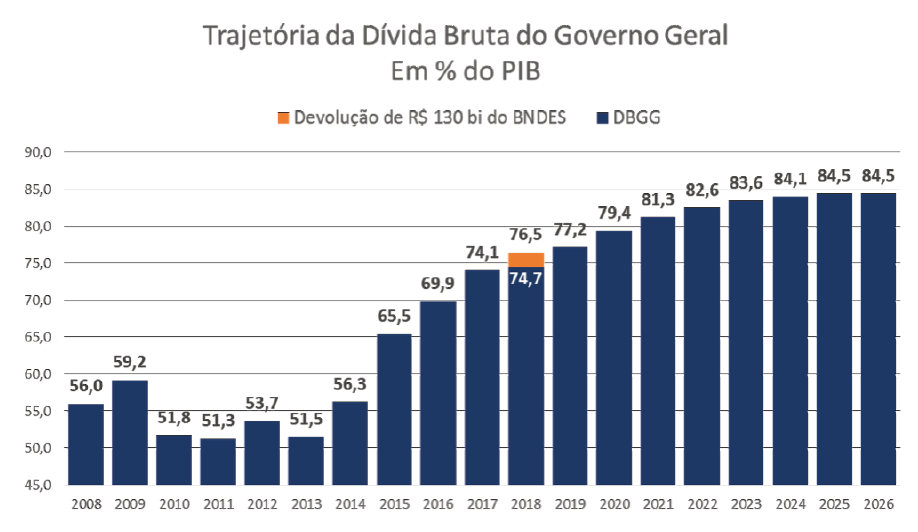 Trajetória da Dívida Bruta do Governo Geral
Em % do PIB
Devolução de R$ 130 bi do BNDES DBGG
90,0
85,0
80,0
75,0
70,0
65,0
60,0
55,0
50,0
45,0
56,0 59,2 51,8 51,3 53,7 51,5 56,3 65,5 69,9 74,1 76,5 77,2 79,4 81,3 82,6 83,6 84,1 84,5 84,5
74,7
2008 2009 2010 2011 2012 2013 2014 2015 2016 2017 2018 2019 2020 2021 2022 2023 2024 2025 2026